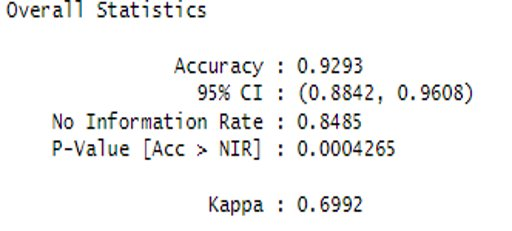 Overall Statistics
Accuracy : 0.9293
95% CI : (0.8842, 0.9608)
No Information Rate : 0.8485
P-Value [Acc > NIR] : 0.0004265
Kappa : 0.6992